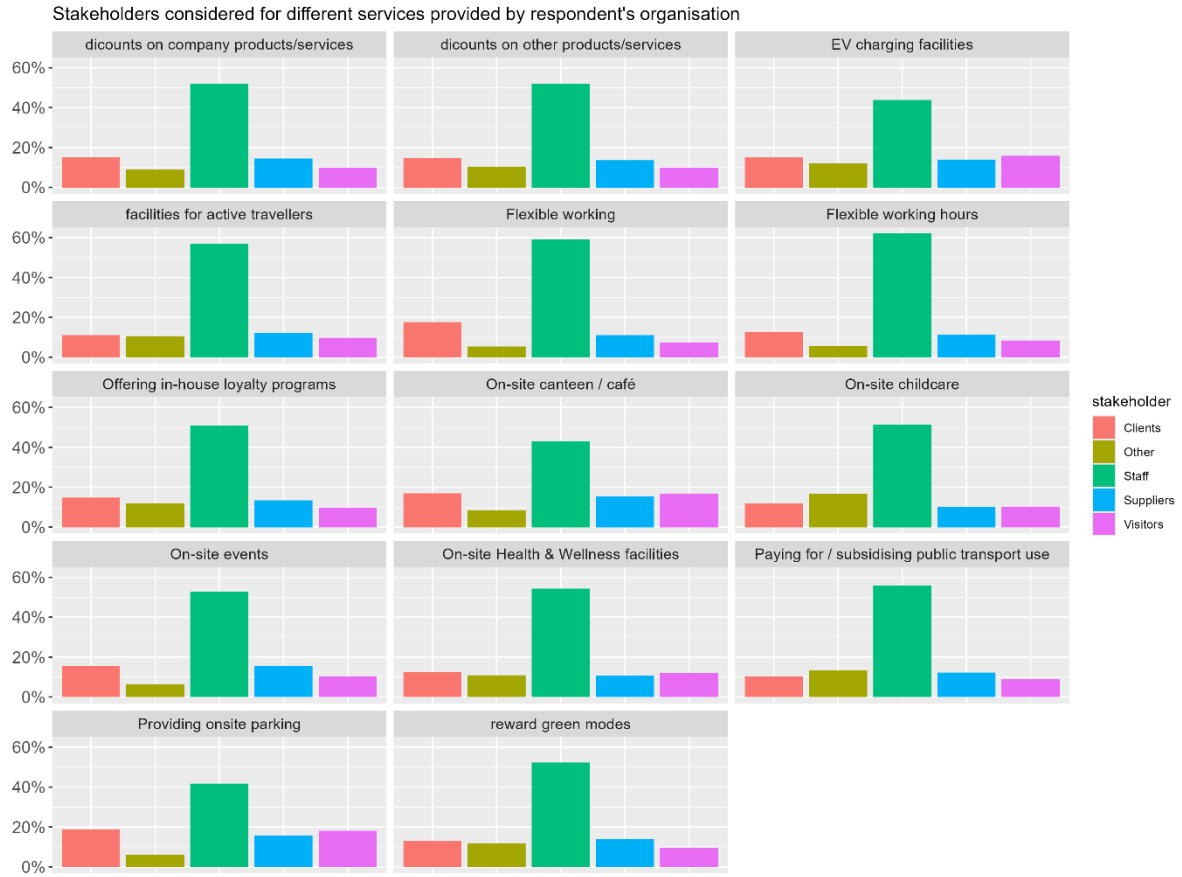 Stakeholders considered for different services provided by respondent's organisation
dicounts on company products/services
dicounts on other products/services
EV charging facilities
60%
40%
20%
0%
facilities for active travellers
Flexible working
Flexible working hours
60%
40%
20%
0%
Offering in-house loyalty programs
On-site canteen / café
On-site childcare
60%
40%
20%
0%
On-site events
On-site Health & Wellness facilities
Paying for / subsidising public transport use
60%
40%
20%
0%
Providing onsite parking
reward green modes
60%
40%
20%
0%
stakeholder
Clients
Other
Staff
Suppliers
Visitors